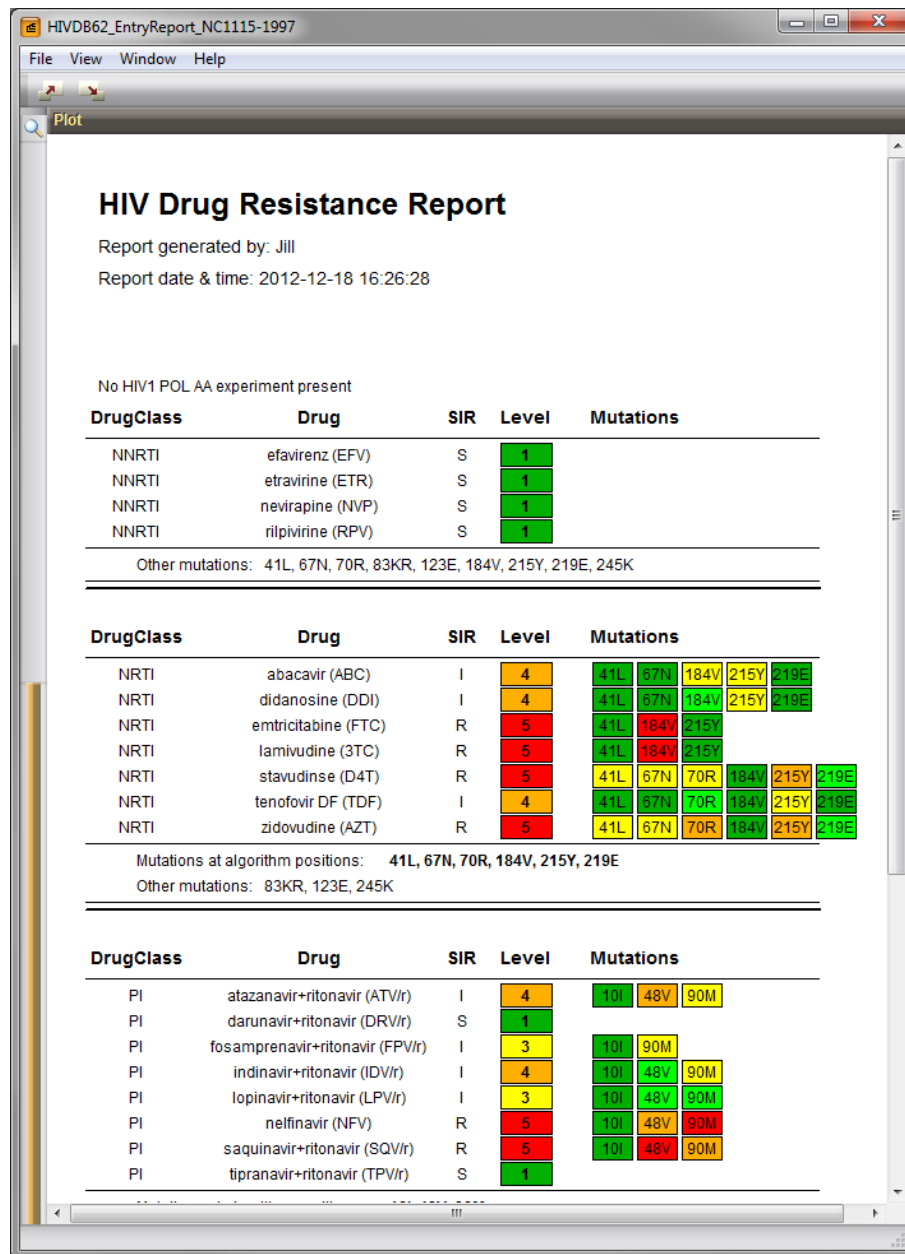 HIVDB62_EntryReport_NC1115-1997
File View Window Help
Plot
HIV Drug Resistance Report
Report generated by: Jill
Report date & time: 2012-12-18 16:26:28
No HIV1 POL AA experiment present
DrugClass Drug SIR Level Mutations
NNRTI efavirenz (EFV) S 1
NNRTI etravirine (ETR) S 1
NNRTI nevirapine (NVP) S 1
NNRTI rilpivirine (RPV) S 1
Other mutations: 41L, 67N, 70R, 83KR, 123E, 184V, 215Y, 219E, 245K
DrugClass Drug SIR Level Mutations
NRTI abacavir (ABC) I 4 41L 67N 184V 215Y 219E
NRTI didanosine (DDI) I 4 41L 67N 184V 215Y 219E
NRTI emtricitabine (FTC) R 5 41L 184V 215Y
NRTI lamivudine (3TC) R 5 41L 184V 215Y
NRTI stavudinse (D4T) R 5 41L 67N 70R 184V 215Y 219E
NRTI tenofovir DF (TDF) I 4 41L 67N 70R 184V 215Y 219E
NRTI zidovudine (AZT) R 5 41L 67N 70R 184V 215Y 219E
Mutations at algorithm positions: 41L, 67N, 70R, 184V, 215Y, 219E
Other mutations: 83KR, 123E, 245K
DrugClass Drug SIR Level Mutations
PI atazanavir+ritonavir (ATV/r) I 4 10I 48V 90M
PI darunavir+ritonavir (DRV/r) S 1
PI fosamprenavir+ritonavir (FPV/r) I 3 10I 90M
PI indinavir+ritonavir (IDV/r) I 4 10I 48V 90M
PI lopinavir+ritonavir (LPV/r) I 3 10I 48V 90M
PI nelfinavir (NFV) R 5 10I 48V 90M
PI saquinavir+ritonavir (SQV/r) R 5 10I 48V 90M
PI tipranavir+ritonavir (TPV/r) S 1